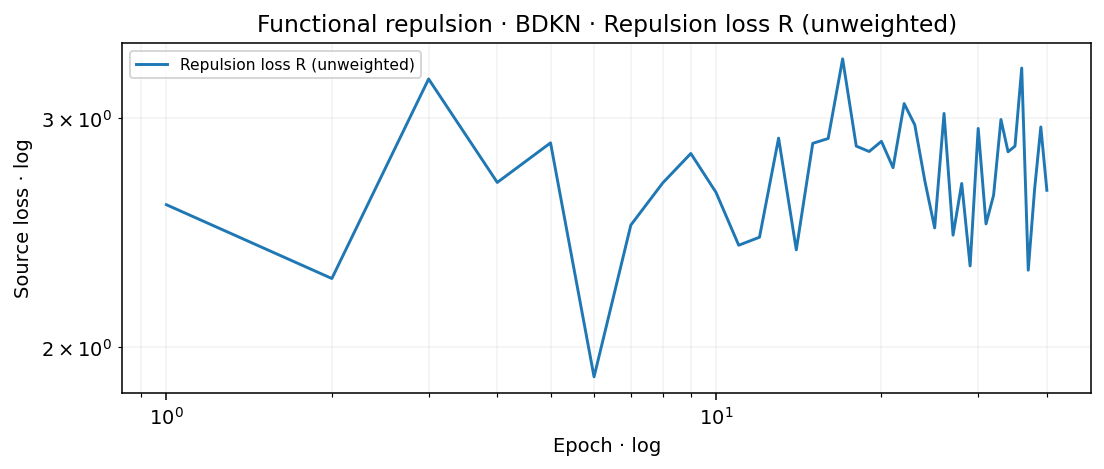 Functional repulsion · BDKN · Repulsion loss R (unweighted)
Repulsion loss R (unweighted)
3 × 10⁰
2 × 10⁰
Source loss · log
10⁰
10¹
Epoch · log